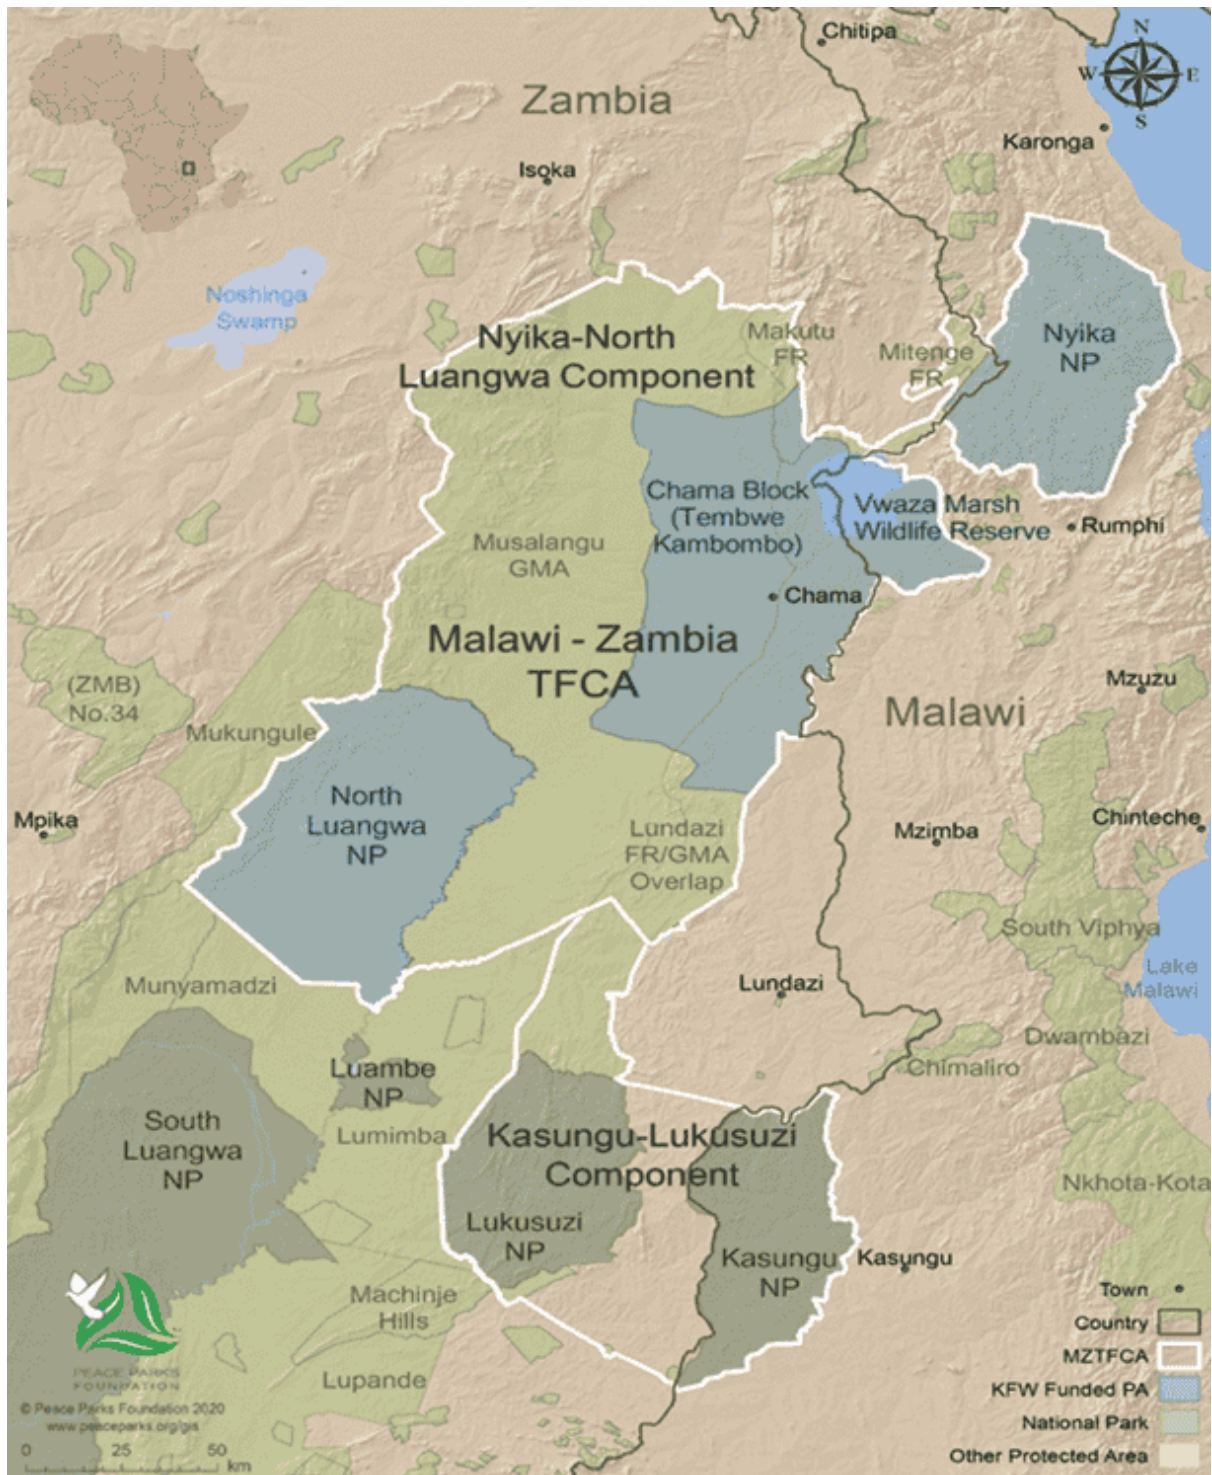 Chitipa
N
W
E
S
Zambia
Karonga
Isoka
Noshinga
Swamp
Nyika-North
Luangwa Component
Makutu
FR
Mitenge
FR
Nyika
NP
Chama Block
(Tembwe
Kambombo)
Vwaza Marsh
Wildlife Reserve
Rumphi
Musalangu
GMA
Chama
Malawi - Zambia
TFCA
(ZMB)
No.34
Mukungule
Mzuzu
Malawi
North
Luangwa
NP
Mpika
Lundazi
FR/GMA
Overlap
Mzimba
Chinteche
South Viphya
Munyamadzi
Lundazi
Lake
Malawi
Dwambazi
Chimaliro
Luambe
NP
South
Luangwa
NP
Lumimba
Kasungu-Lukusuzi
Component
Nkhota-Kota
Lukusuzi
NP
Kasungu
NP
Kasungu
Machinje
Hills
Lupande
PEACE PARKS
FOUNDATION
© Peace Parks Foundation 2020
www.peaceparks.org/gis
0 25 50
km
Town
Country
MZTFCA
KFW Funded PA
National Park
Other Protected Area